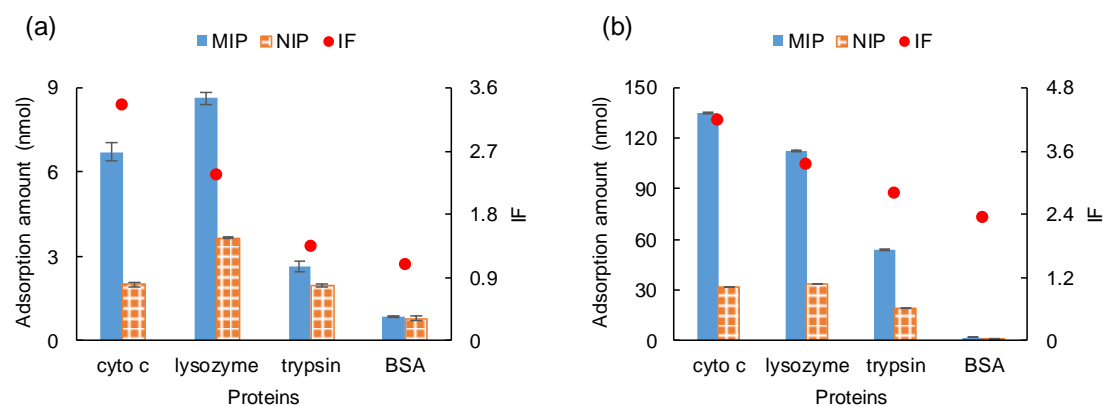 (a)
MIP NIP IF
Adsorption amount (nmol)
9
6
3
0
3.6
2.7
1.8
0.9
0
IF
cyto c lysozyme trypsin BSA
Proteins
(b)
MIP NIP IF
Adsorption amount (nmol)
150
120
90
60
30
0
4.8
3.6
2.4
1.2
0
IF
cyto c lysozyme trypsin BSA
Proteins